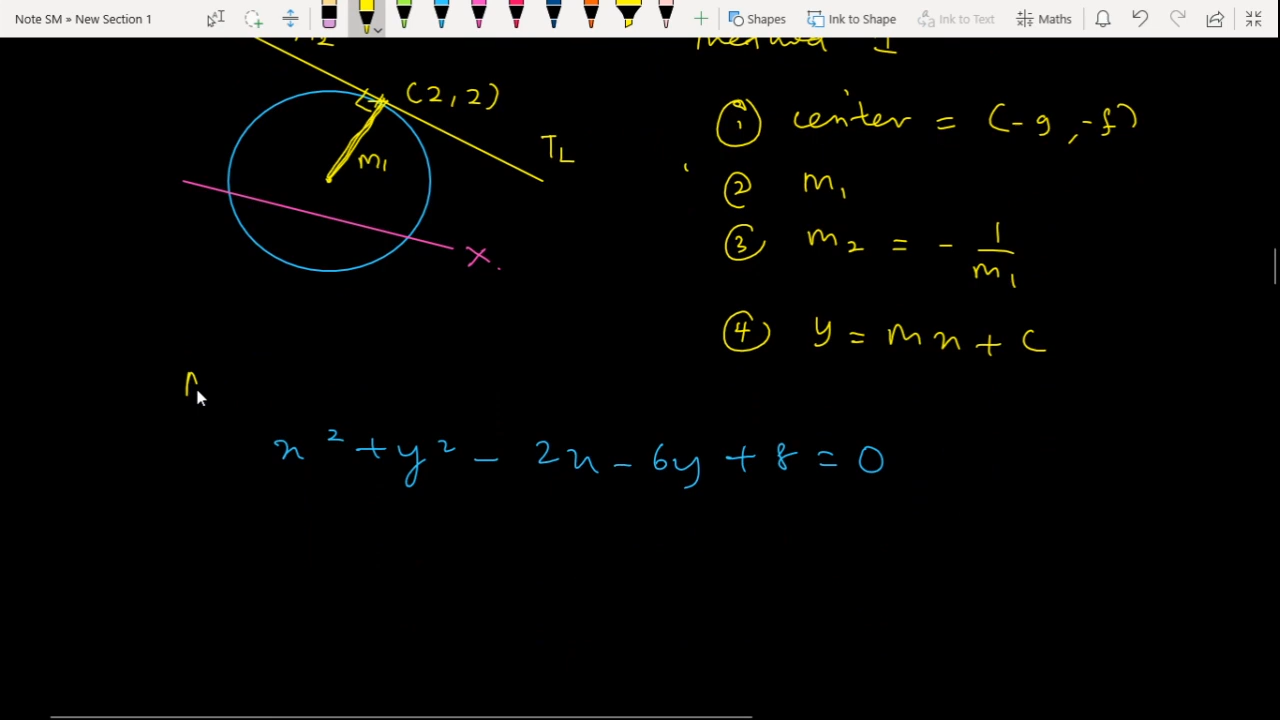 Note SM » New Section 1
Shapes
Ink to Shape
Ink to Text
Maths
(2,2)
TL
m₁
X.
① center = (-g, -f)
② m₁
③ m₂ = - 1/m₁
④ y = mx + c
x² + y² - 2x - 6y + 8 = 0